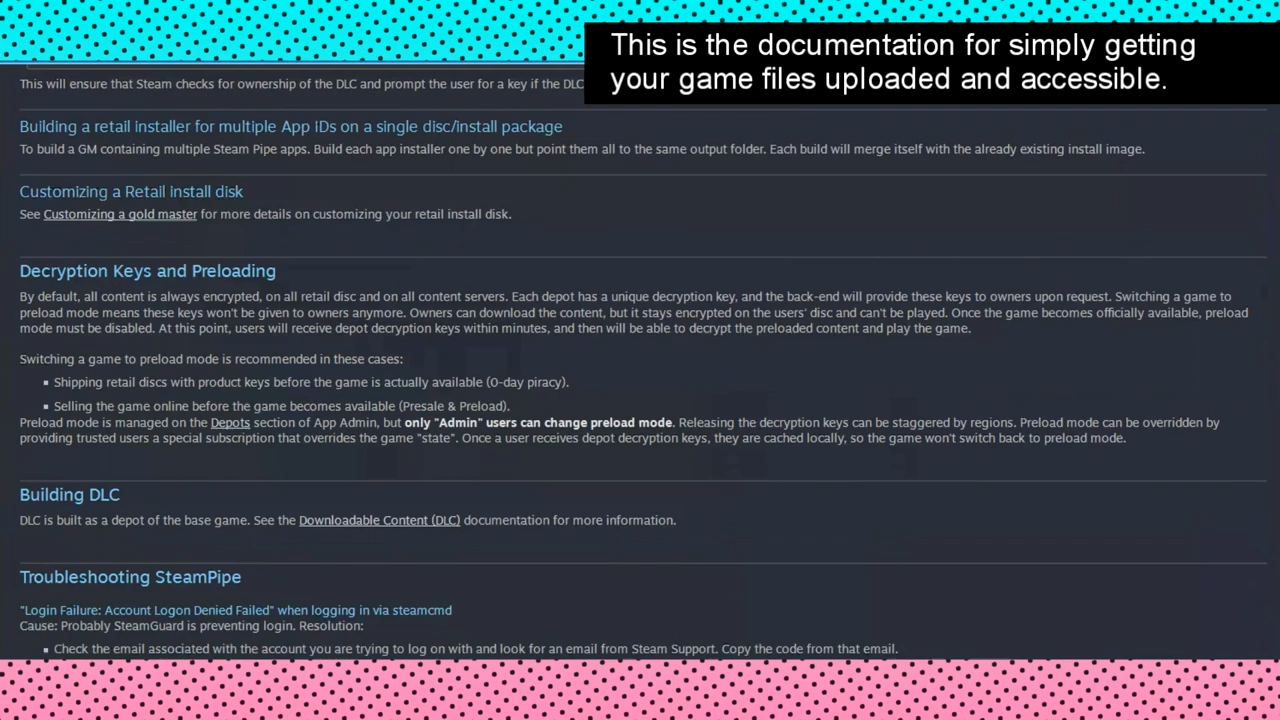 This is the documentation for simply getting
your game files uploaded and accessible.
This will ensure that Steam checks for ownership of the DLC and prompt the user for a key if the DLC
Building a retail installer for multiple App IDs on a single disc/install package
To build a GM containing multiple Steam Pipe apps. Build each app installer one by one but point them all to the same output folder. Each build will merge itself with the already existing install image.
Customizing a Retail install disk
See Customizing a gold master for more details on customizing your retail install disk.
Decryption Keys and Preloading
By default, all content is always encrypted, on all retail disc and on all content servers. Each depot has a unique decryption key, and the back-end will provide these keys to owners upon request. Switching a game to
preload mode means these keys won't be given to owners anymore. Owners can download the content, but it stays encrypted on the users' disc and can't be played. Once the game becomes officially available, preload
mode must be disabled. At this point, users will receive depot decryption keys within minutes, and then will be able to decrypt the preloaded content and play the game.
Switching a game to preload mode is recommended in these cases:
▪ Shipping retail discs with product keys before the game is actually available (0-day piracy).
▪ Selling the game online before the game becomes available (Presale & Preload).
Preload mode is managed on the Depots section of App Admin, but only "Admin" users can change preload mode. Releasing the decryption keys can be staggered by regions. Preload mode can be overridden by
providing trusted users a special subscription that overrides the game "state". Once a user receives depot decryption keys, they are cached locally, so the game won't switch back to preload mode.
Building DLC
DLC is built as a depot of the base game. See the Downloadable Content (DLC) documentation for more information.
Troubleshooting SteamPipe
"Login Failure: Account Logon Denied Failed" when logging in via steamcmd
Cause: Probably SteamGuard is preventing login. Resolution:
▪ Check the email associated with the account you are trying to log on with and look for an email from Steam Support. Copy the code from that email.